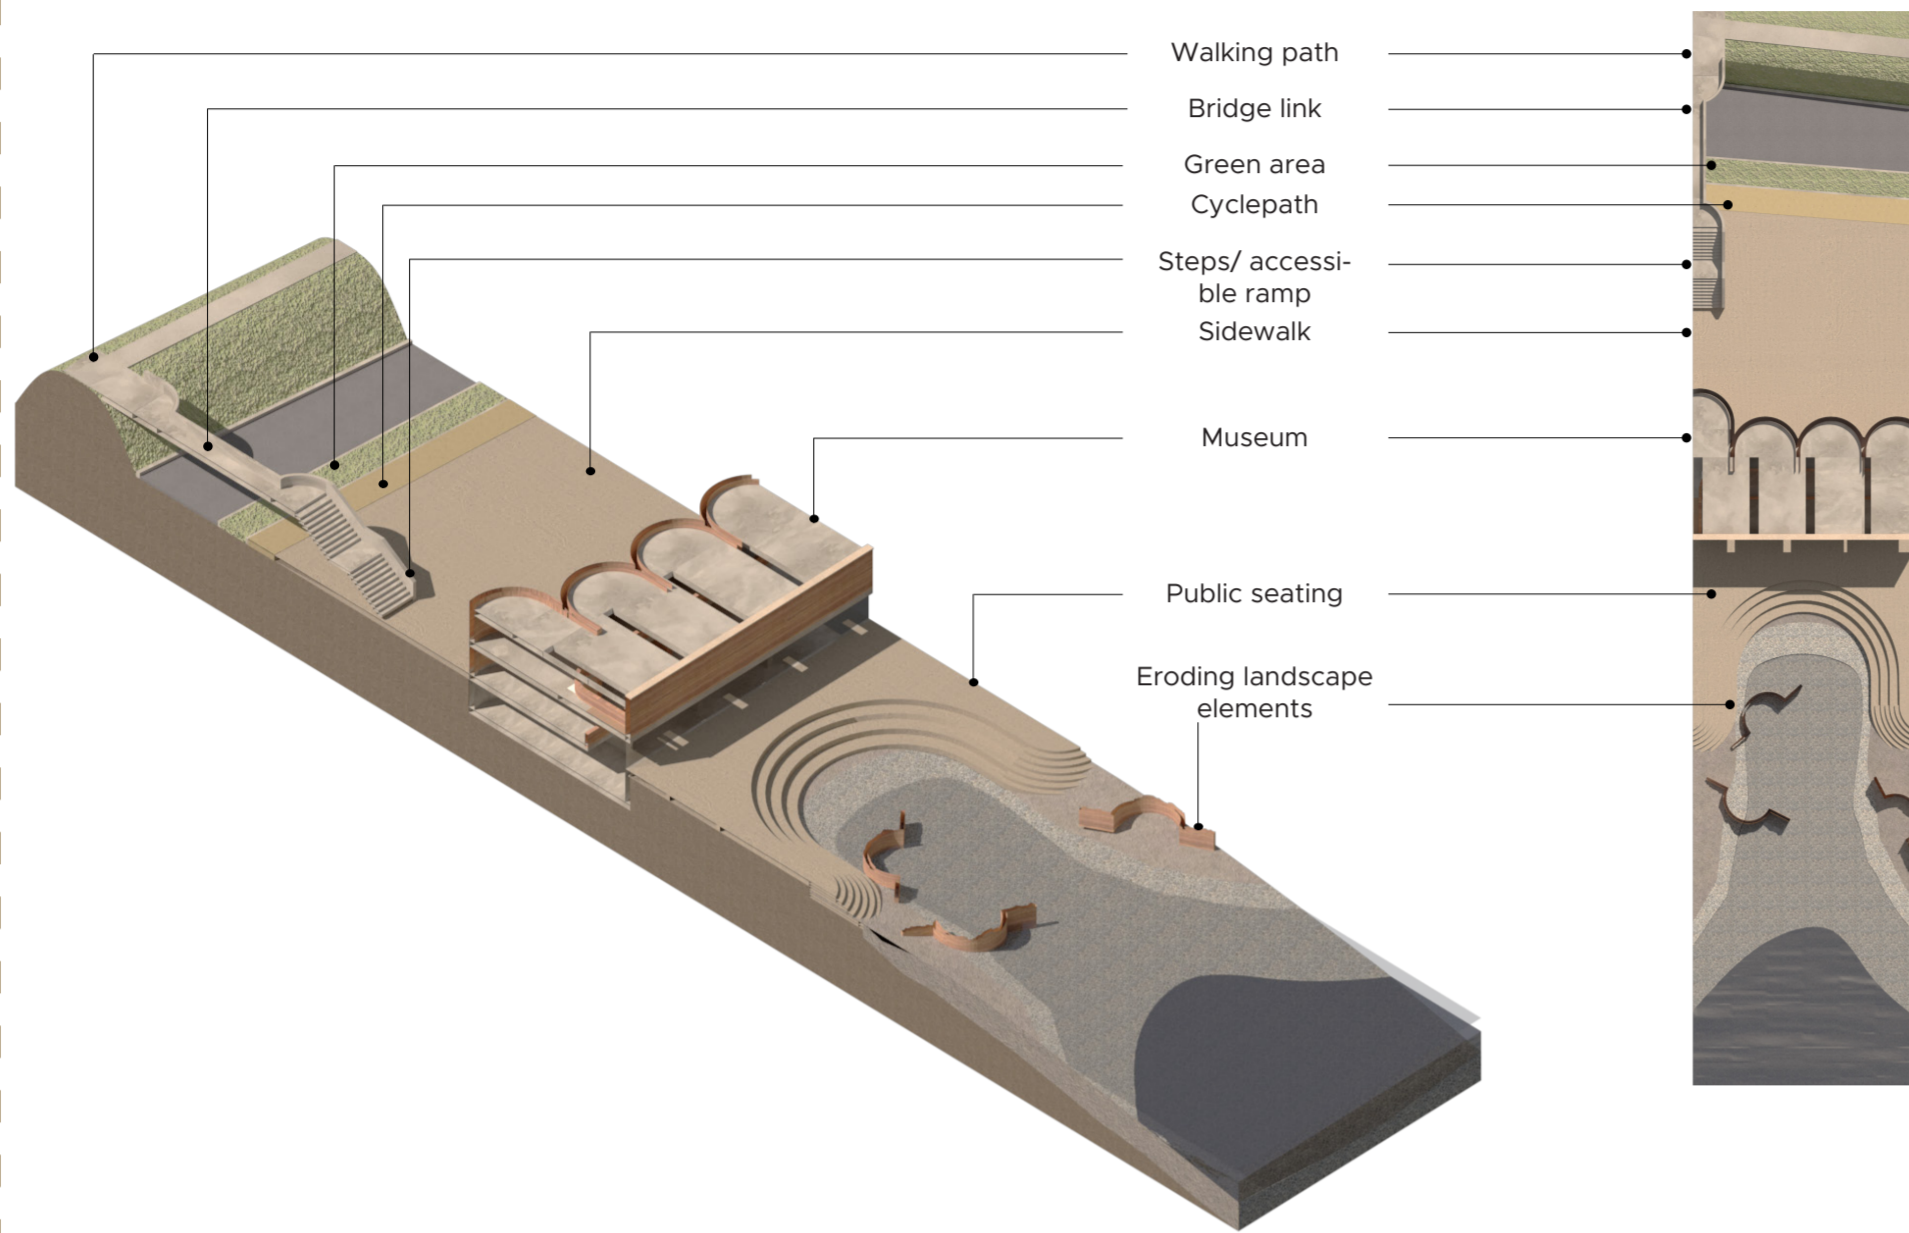 Walking path
Bridge link
Green area
Cyclepath
Steps/ accessi-
ble ramp
Sidewalk
Museum
Public seating
Eroding landscape
elements